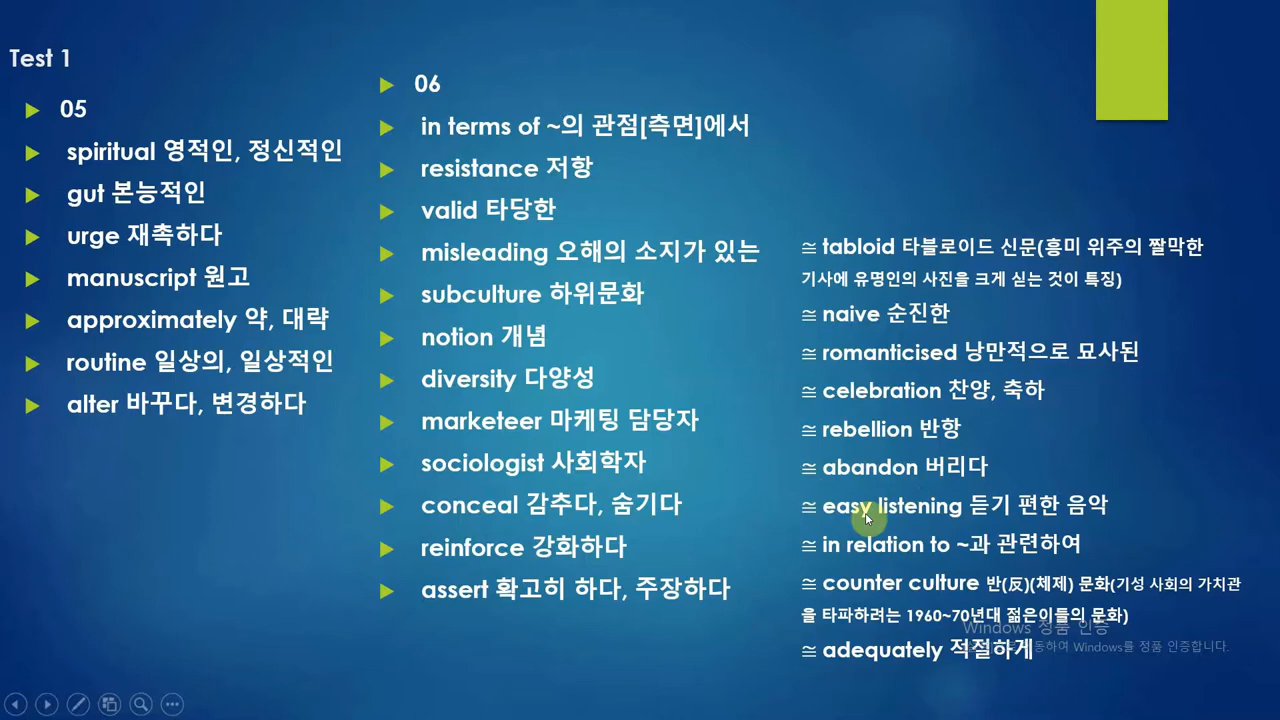 Test 1
05
spiritual 영적인, 정신적인
gut 본능적인
urge 재촉하다
manuscript 원고
approximately 약, 대략
routine 일상의, 일상적인
alter 바꾸다, 변경하다
06
in terms of ~의 관점[측면]에서
resistance 저항
valid 타당한
misleading 오해의 소지가 있는
subculture 하위문화
notion 개념
diversity 다양성
marketeer 마케팅 담당자
sociologist 사회학자
conceal 감추다, 숨기다
reinforce 강화하다
assert 확고히 하다, 주장하다
≅ tabloid 타블로이드 신문(흥미 위주의 짤막한
기사에 유명인의 사진을 크게 싣는 것이 특징)
≅ naive 순진한
≅ romanticised 낭만적으로 묘사된
≅ celebration 찬양, 축하
≅ rebellion 반항
≅ abandon 버리다
≅ easy listening 듣기 편한 음악
≅ in relation to ~과 관련하여
≅ counter culture 반(反)(체제) 문화(기성 사회의 가치관
을 타파하려는 1960~70년대 젊은이들의 문화)
Windows 정품 인증
≅ adequately 적절하게
Windows를 정품 인증합니다.